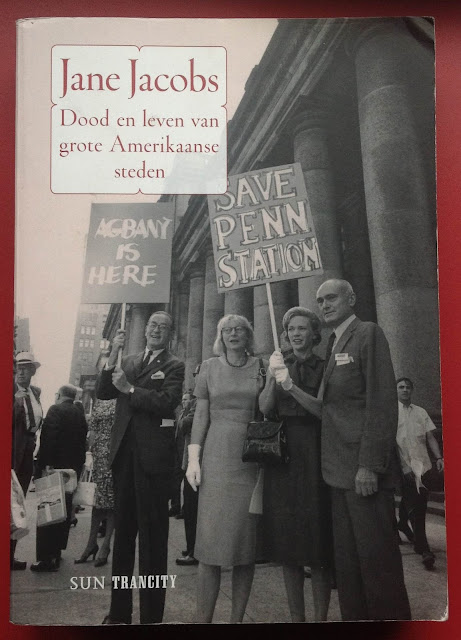 Jane Jacobs
Dood en leven van
grote Amerikaanse
steden
AGBANY
IS
HERE
SAVE
PENN
STATION
SUN TRANCITY